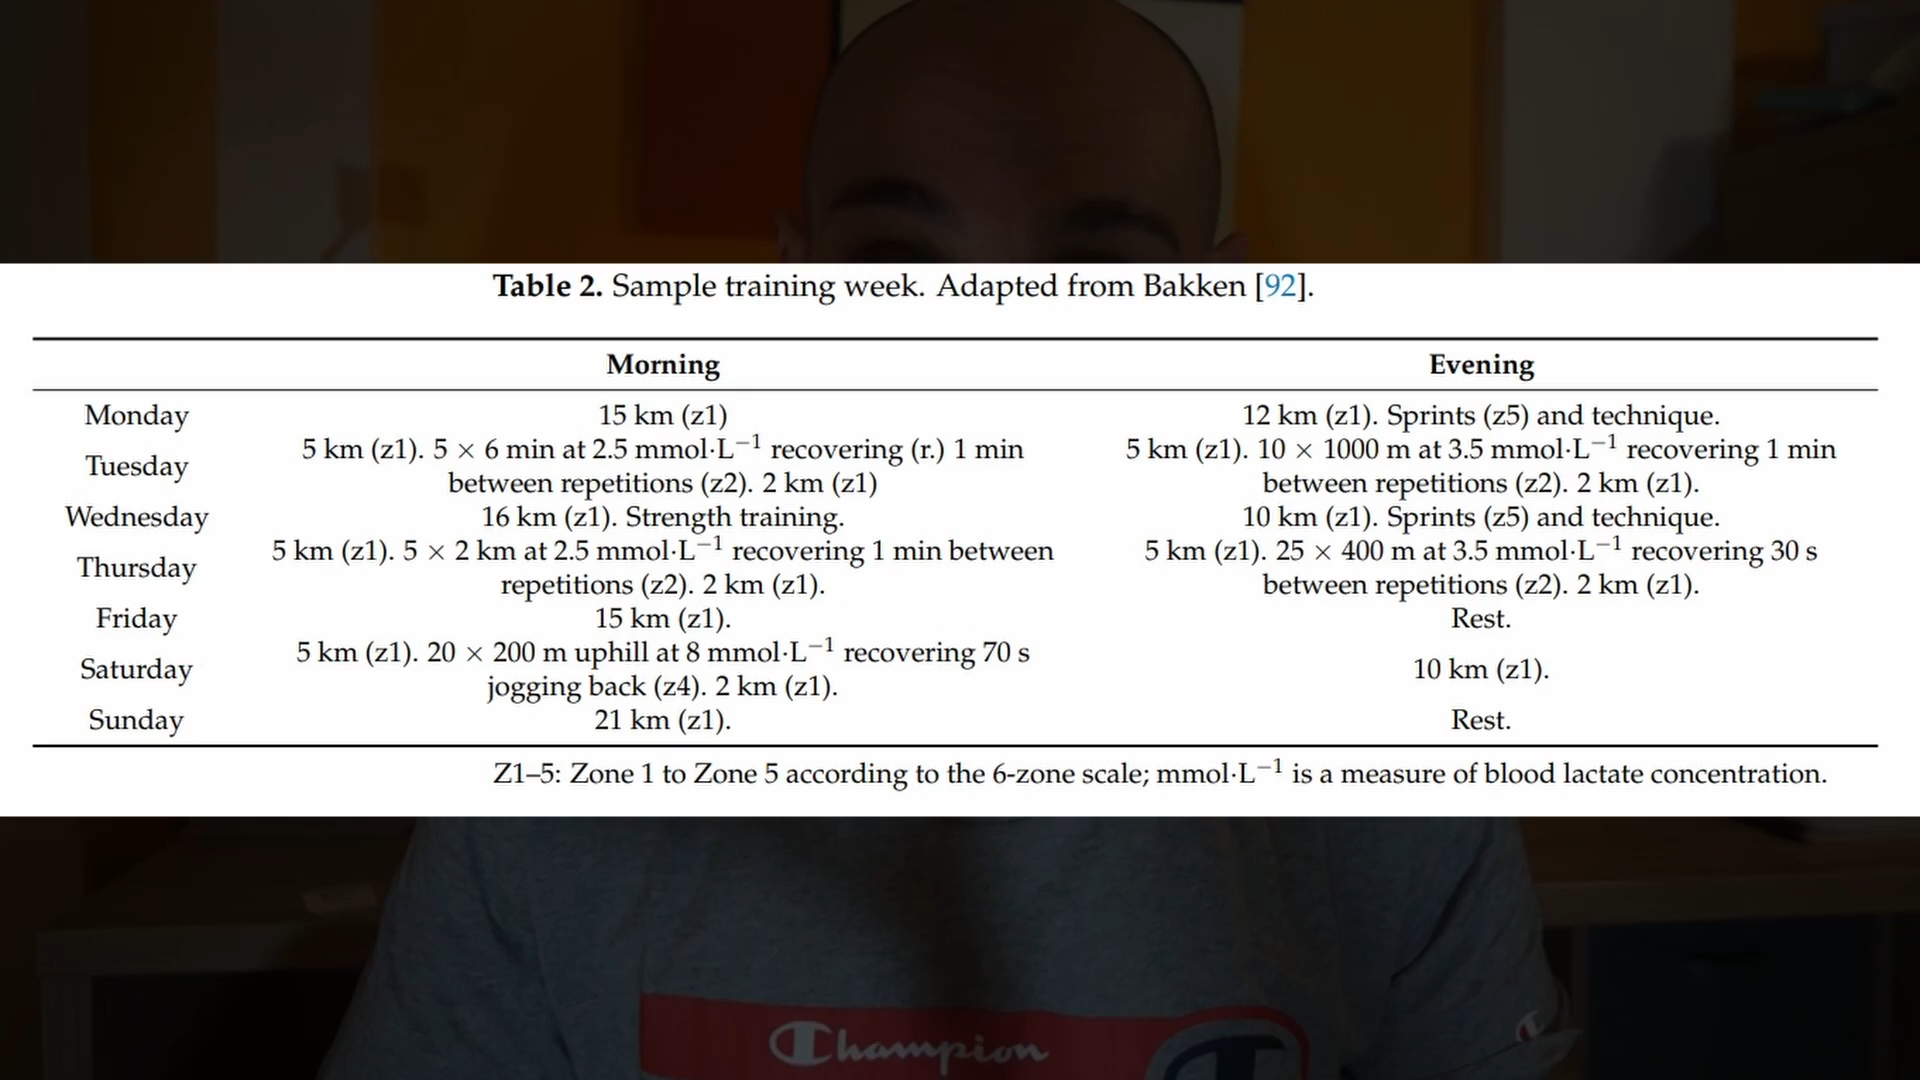 Table 2. Sample training week. Adapted from Bakken [92].
Morning Evening
Monday 15 km (z1) 12 km (z1). Sprints (z5) and technique.
Tuesday 5 km (z1). 5 × 6 min at 2.5 mmol·L⁻¹ recovering (r.) 1 min between repetitions (z2). 2 km (z1) 5 km (z1). 10 × 1000 m at 3.5 mmol·L⁻¹ recovering 1 min between repetitions (z2). 2 km (z1).
Wednesday 16 km (z1). Strength training. 10 km (z1). Sprints (z5) and technique.
Thursday 5 km (z1). 5 × 2 km at 2.5 mmol·L⁻¹ recovering 1 min between repetitions (z2). 2 km (z1). 5 km (z1). 25 × 400 m at 3.5 mmol·L⁻¹ recovering 30 s between repetitions (z2). 2 km (z1).
Friday 15 km (z1). Rest.
Saturday 5 km (z1). 20 × 200 m uphill at 8 mmol·L⁻¹ recovering 70 s jogging back (z4). 2 km (z1). 10 km (z1).
Sunday 21 km (z1). Rest.
Z1–5: Zone 1 to Zone 5 according to the 6-zone scale; mmol·L⁻¹ is a measure of blood lactate concentration.
Champion